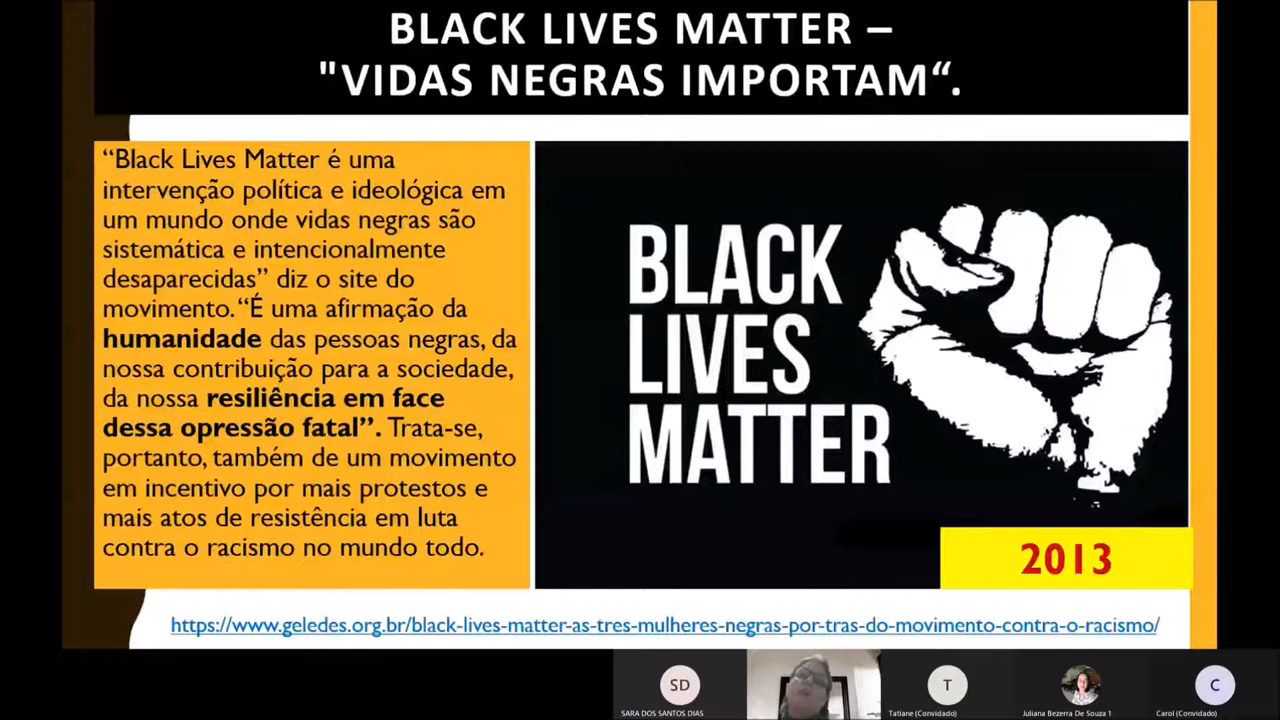 BLACK LIVES MATTER –
"VIDAS NEGRAS IMPORTAM“.
“Black Lives Matter é uma
intervenção política e ideológica em
um mundo onde vidas negras são
sistemática e intencionalmente
desaparecidas” diz o site do
movimento. “É uma afirmação da
humanidade das pessoas negras, da
nossa contribuição para a sociedade,
da nossa resiliência em face
dessa opressão fatal”. Trata-se,
portanto, também de um movimento
em incentivo por mais protestos e
mais atos de resistência em luta
contra o racismo no mundo todo.
BLACK
LIVES
MATTER
2013
https://www.geledes.org.br/black-lives-matter-as-tres-mulheres-negras-por-tras-do-movimento-contra-o-racismo/
SD
T
C
SARA DOS SANTOS DIAS
Tatiane (Convidado)
Juliana Bezerra De Souza 1
Carol (Convidado)